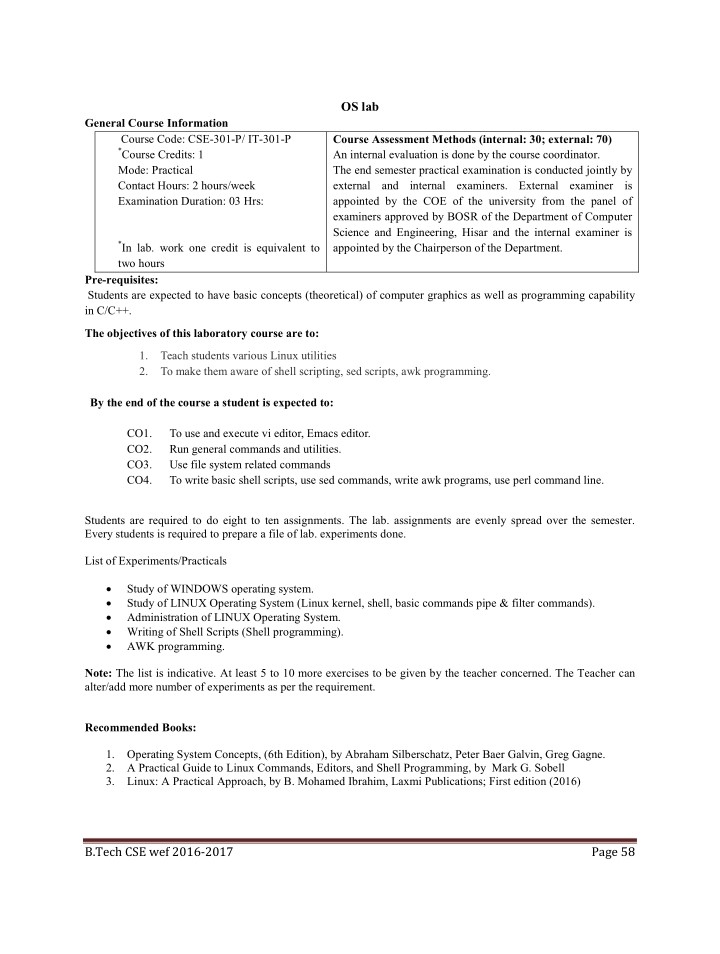 OS lab
General Course Information
Course Code: CSE-301-P/ IT-301-P
*Course Credits: 1
Mode: Practical
Contact Hours: 2 hours/week
Examination Duration: 03 Hrs:
*In lab. work one credit is equivalent to
two hours
Course Assessment Methods (internal: 30; external: 70)
An internal evaluation is done by the course coordinator.
The end semester practical examination is conducted jointly by
external and internal examiners. External examiner is
appointed by the COE of the university from the panel of
examiners approved by BOSR of the Department of Computer
Science and Engineering, Hisar and the internal examiner is
appointed by the Chairperson of the Department.
Pre-requisites:
Students are expected to have basic concepts (theoretical) of computer graphics as well as programming capability
in C/C++.
The objectives of this laboratory course are to:
1. Teach students various Linux utilities
2. To make them aware of shell scripting, sed scripts, awk programming.
By the end of the course a student is expected to:
CO1. To use and execute vi editor, Emacs editor.
CO2. Run general commands and utilities.
CO3. Use file system related commands
CO4. To write basic shell scripts, use sed commands, write awk programs, use perl command line.
Students are required to do eight to ten assignments. The lab. assignments are evenly spread over the semester.
Every students is required to prepare a file of lab. experiments done.
List of Experiments/Practicals
• Study of WINDOWS operating system.
• Study of LINUX Operating System (Linux kernel, shell, basic commands pipe & filter commands).
• Administration of LINUX Operating System.
• Writing of Shell Scripts (Shell programming).
• AWK programming.
Note: The list is indicative. At least 5 to 10 more exercises to be given by the teacher concerned. The Teacher can
alter/add more number of experiments as per the requirement.
Recommended Books:
1. Operating System Concepts, (6th Edition), by Abraham Silberschatz, Peter Baer Galvin, Greg Gagne.
2. A Practical Guide to Linux Commands, Editors, and Shell Programming, by Mark G. Sobell
3. Linux: A Practical Approach, by B. Mohamed Ibrahim, Laxmi Publications; First edition (2016)
B.Tech CSE wef 2016-2017 Page 58